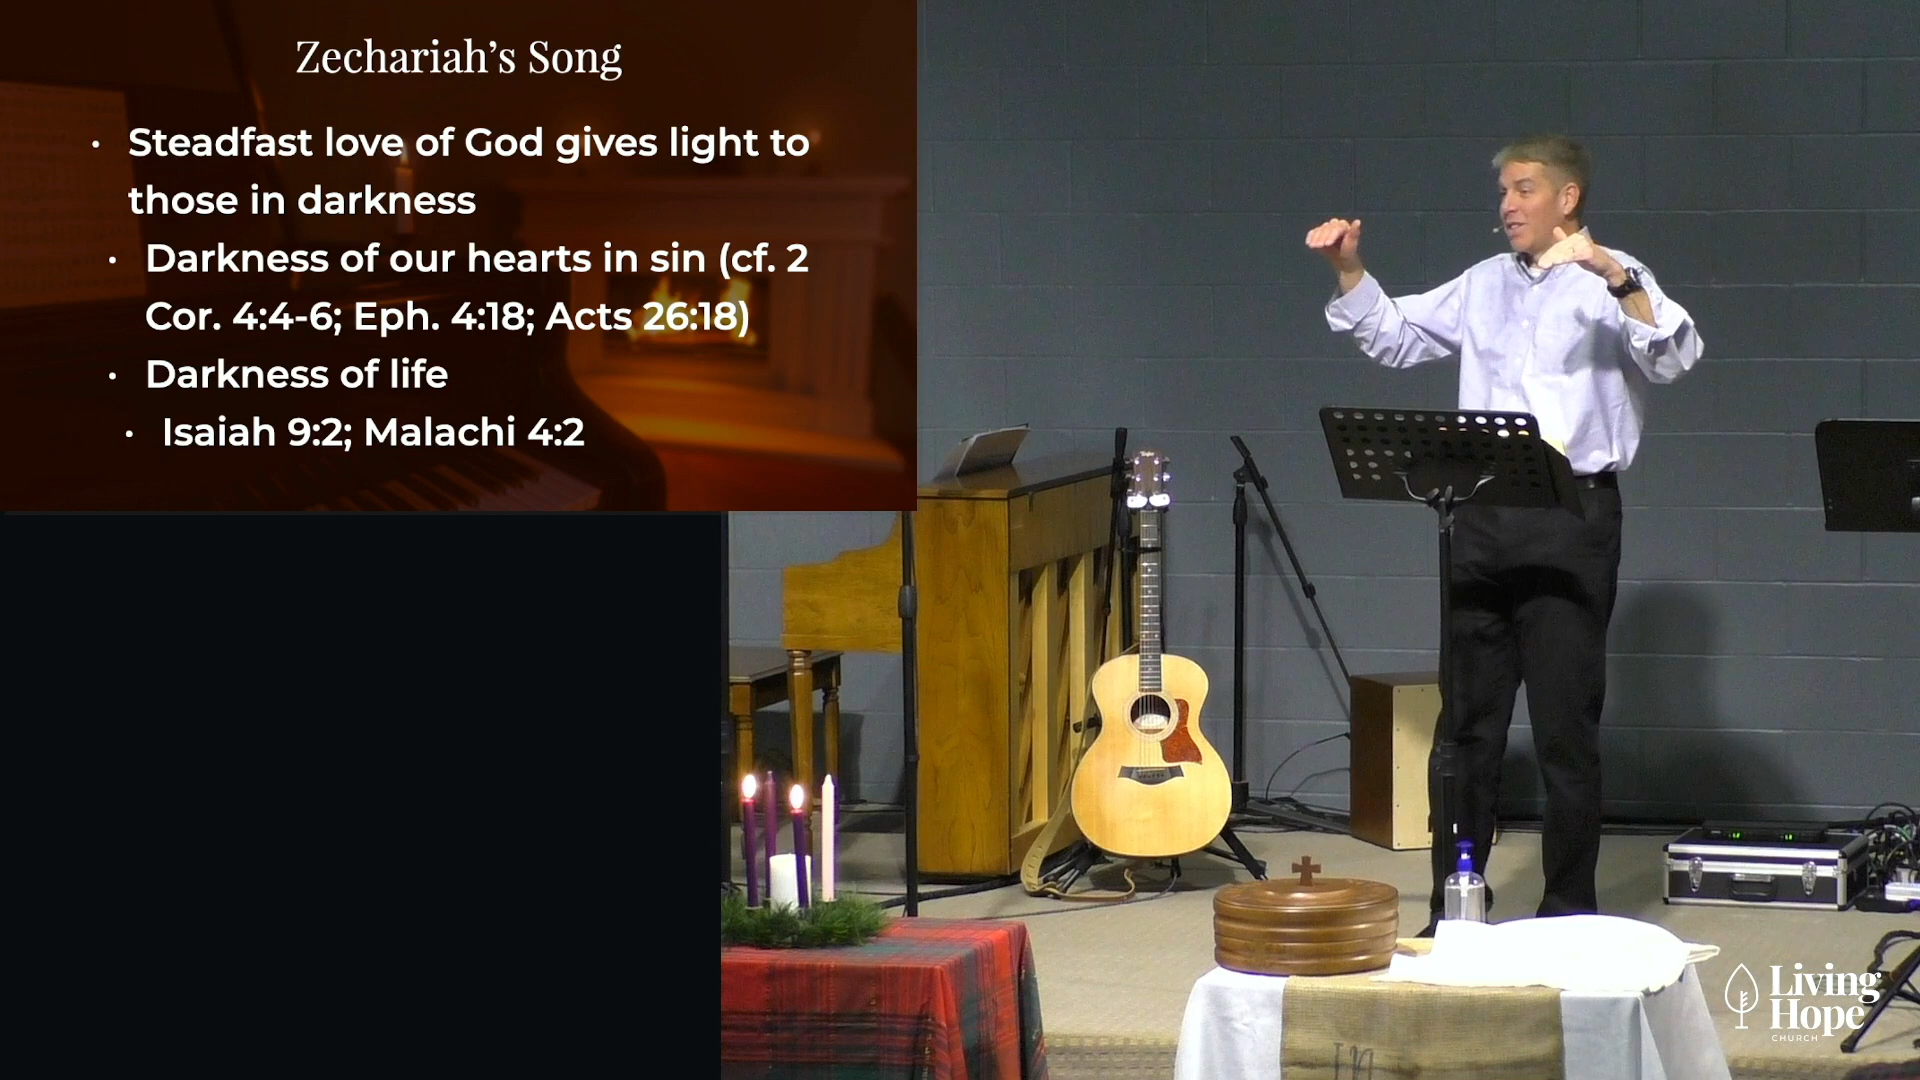 Zechariah's Song
• Steadfast love of God gives light to
those in darkness
• Darkness of our hearts in sin (cf. 2
Cor. 4:4-6; Eph. 4:18; Acts 26:18)
• Darkness of life
• Isaiah 9:2; Malachi 4:2
Living
Hope
CHURCH